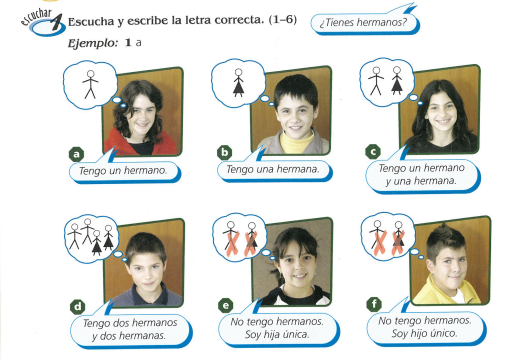 escuchar 1 Escucha y escribe la letra correcta. (1–6)
¿Tienes hermanos?
Ejemplo: 1 a
a
Tengo un hermano.
b
Tengo una hermana.
c
Tengo un hermano
y una hermana.
d
Tengo dos hermanos
y dos hermanas.
e
No tengo hermanos.
Soy hija única.
f
No tengo hermanos.
Soy hijo único.